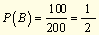 P(B) = 100/200 = 1/2